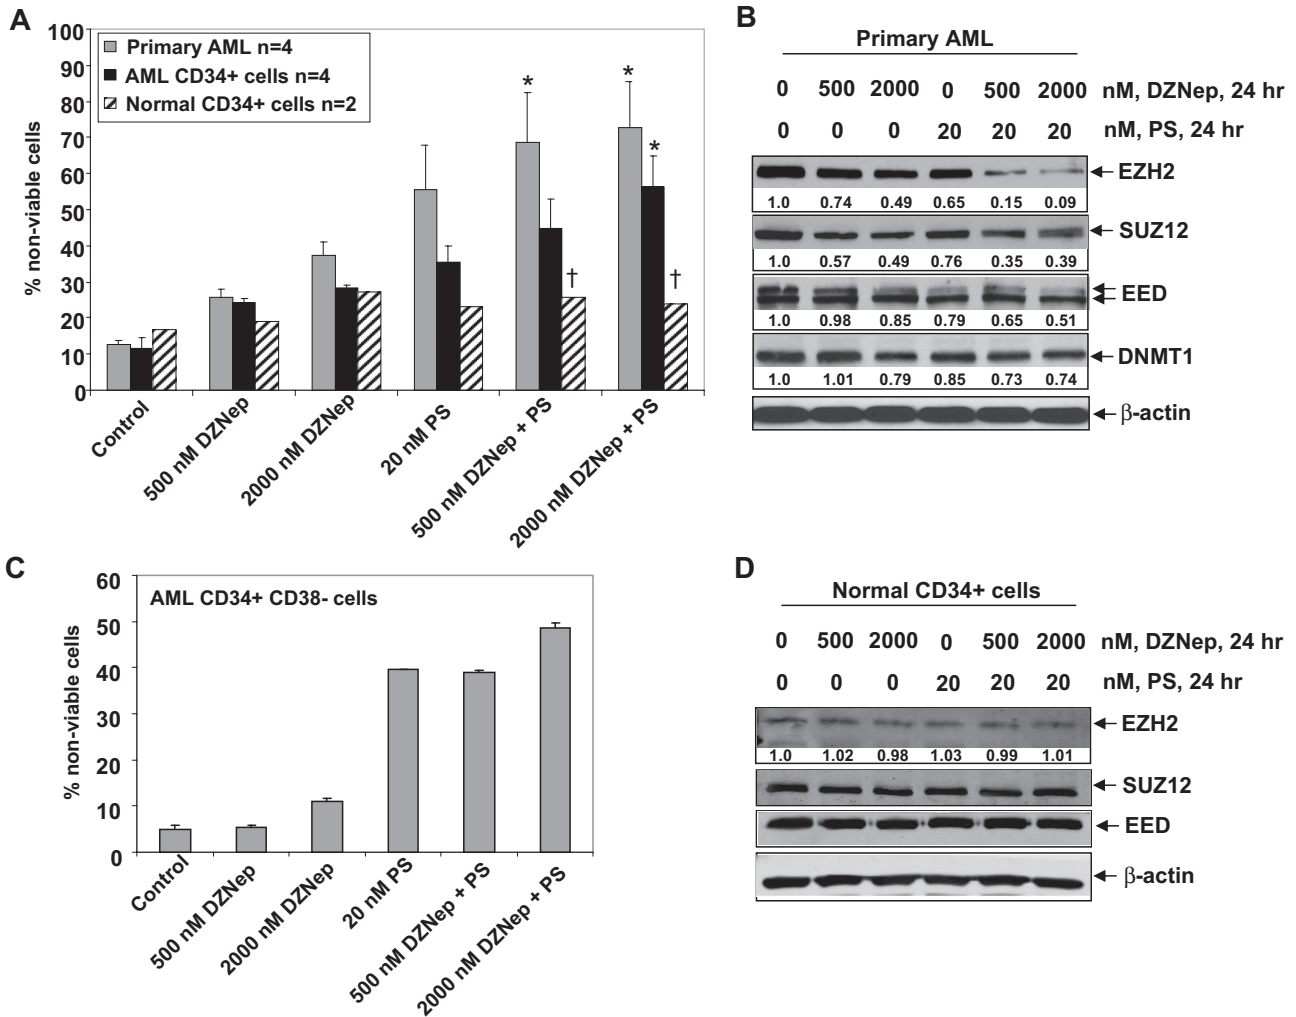 A
100
90
80
70
60
50
40
30
20
10
0
% non-viable cells
Primary AML n=4
AML CD34+ cells n=4
Normal CD34+ cells n=2
* *
*
† †
Control
500 nM DZNep
2000 nM DZNep
20 nM PS
500 nM DZNep + PS
2000 nM DZNep + PS
B
Primary AML
0 500 2000 0 500 2000 nM, DZNep, 24 hr
0 0 0 20 20 20 nM, PS, 24 hr
EZH2
1.0 0.74 0.49 0.65 0.15 0.09
SUZ12
1.0 0.57 0.49 0.76 0.35 0.39
EED
1.0 0.98 0.85 0.79 0.65 0.51
DNMT1
1.0 1.01 0.79 0.85 0.73 0.74
β-actin
C
60
50
40
30
20
10
0
% non-viable cells
AML CD34+ CD38- cells
Control
500 nM DZNep
2000 nM DZNep
20 nM PS
500 nM DZNep + PS
2000 nM DZNep + PS
D
Normal CD34+ cells
0 500 2000 0 500 2000 nM, DZNep, 24 hr
0 0 0 20 20 20 nM, PS, 24 hr
EZH2
1.0 1.02 0.98 1.03 0.99 1.01
SUZ12
EED
β-actin